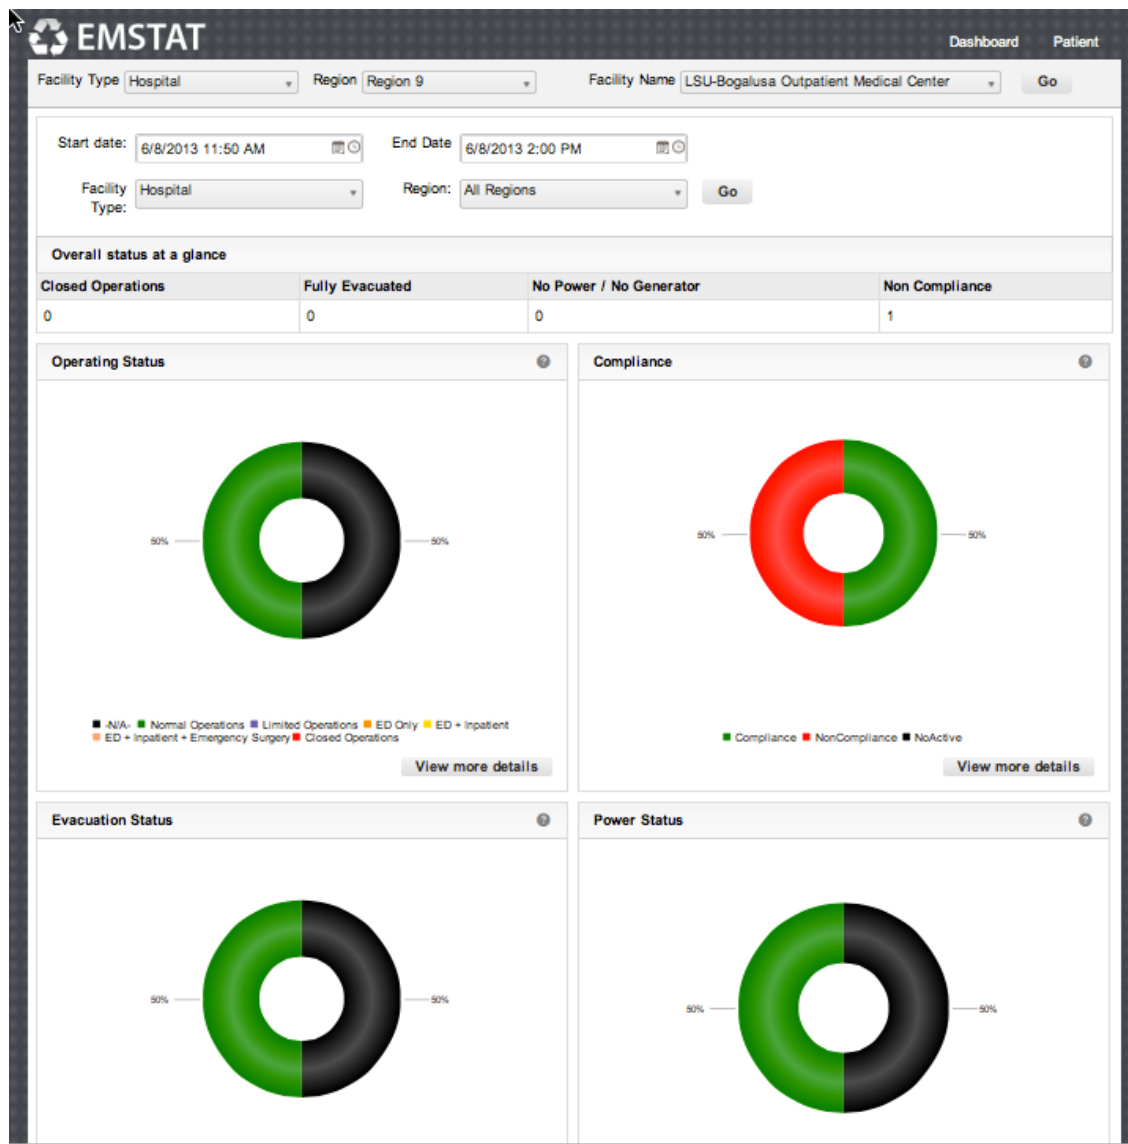 EMSTAT
Dashboard Patient
Facility Type Hospital Region Region 9 Facility Name LSU-Bogalusa Outpatient Medical Center Go
Start date: 6/8/2013 11:50 AM End Date 6/8/2013 2:00 PM
Facility Type: Hospital Region: All Regions Go
Overall status at a glance
Closed Operations Fully Evacuated No Power / No Generator Non Compliance
0 0 0 1
Operating Status
50% 50%
-N/A- Normal Operations Limited Operations ED Only ED + Inpatient
ED + Inpatient + Emergency Surgery Closed Operations
View more details
Compliance
50% 50%
Compliance NonCompliance NoActive
View more details
Evacuation Status
50% 50%
Power Status
50% 50%